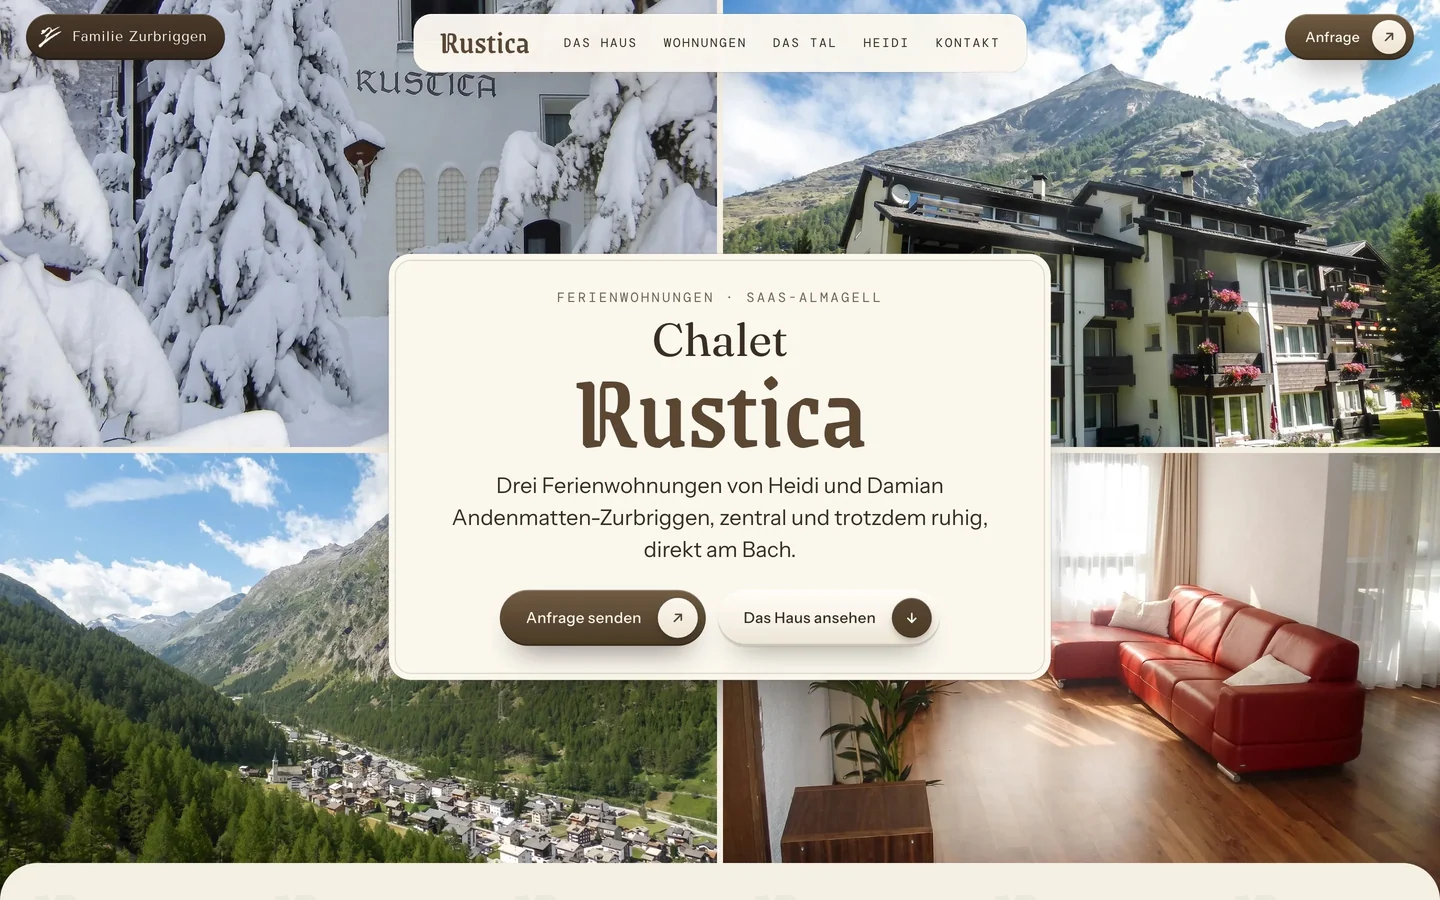 Familie Zurbriggen
Rustica
DAS HAUS
WOHNUNGEN
DAS TAL
HEIDI
KONTAKT
Anfrage
RUSTICA
FERIENWOHNUNGEN · SAAS-ALMAGELL
Chalet
Rustica
Drei Ferienwohnungen von Heidi und Damian
Andenmatten-Zurbriggen, zentral und trotzdem ruhig,
direkt am Bach.
Anfrage senden
Das Haus ansehen